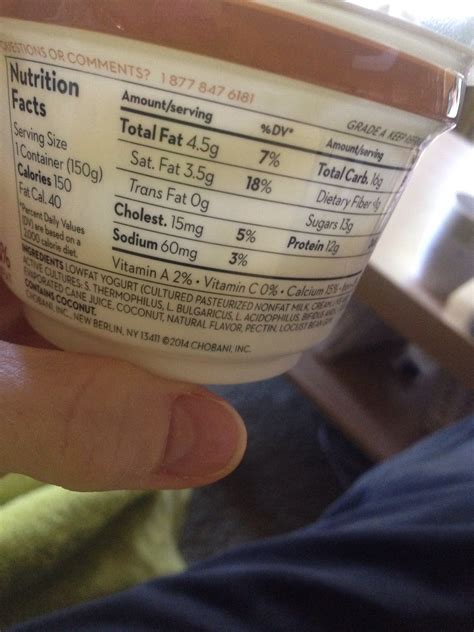 QUESTIONS OR COMMENTS? 1 877 847 6181
GRADE A KEEP
Nutrition
Facts
Serving Size
1 Container (150g)
Calories 150
Fat Cal. 40
Percent Daily Values
(DV) are based on a
2,000 calorie diet.
Amount/serving %DV*
Total Fat 4.5g 7%
Sat. Fat 3.5g 18%
Trans Fat 0g
Cholest. 15mg 5%
Sodium 60mg 3%
Amount/serving
Total Carb. 16g
Dietary Fiber
Sugars 13g
Protein 12g
Vitamin A 2% • Vitamin C 0% • Calcium 15%
INGREDIENTS LOWFAT YOGURT (CULTURED PASTEURIZED NONFAT MILK, CREAM
ACTIVE CULTURES: S. THERMOPHILUS, L. BULGARICUS, L. ACIDOPHILUS, BIFIDUS
EVAPORATED CANE JUICE, COCONUT, NATURAL FLAVOR, PECTIN, LOCUST BEAN
CONTAINS COCONUT.
CHOBANI INC., NEW BERLIN, NY 13411 ©2014 CHOBANI, INC.